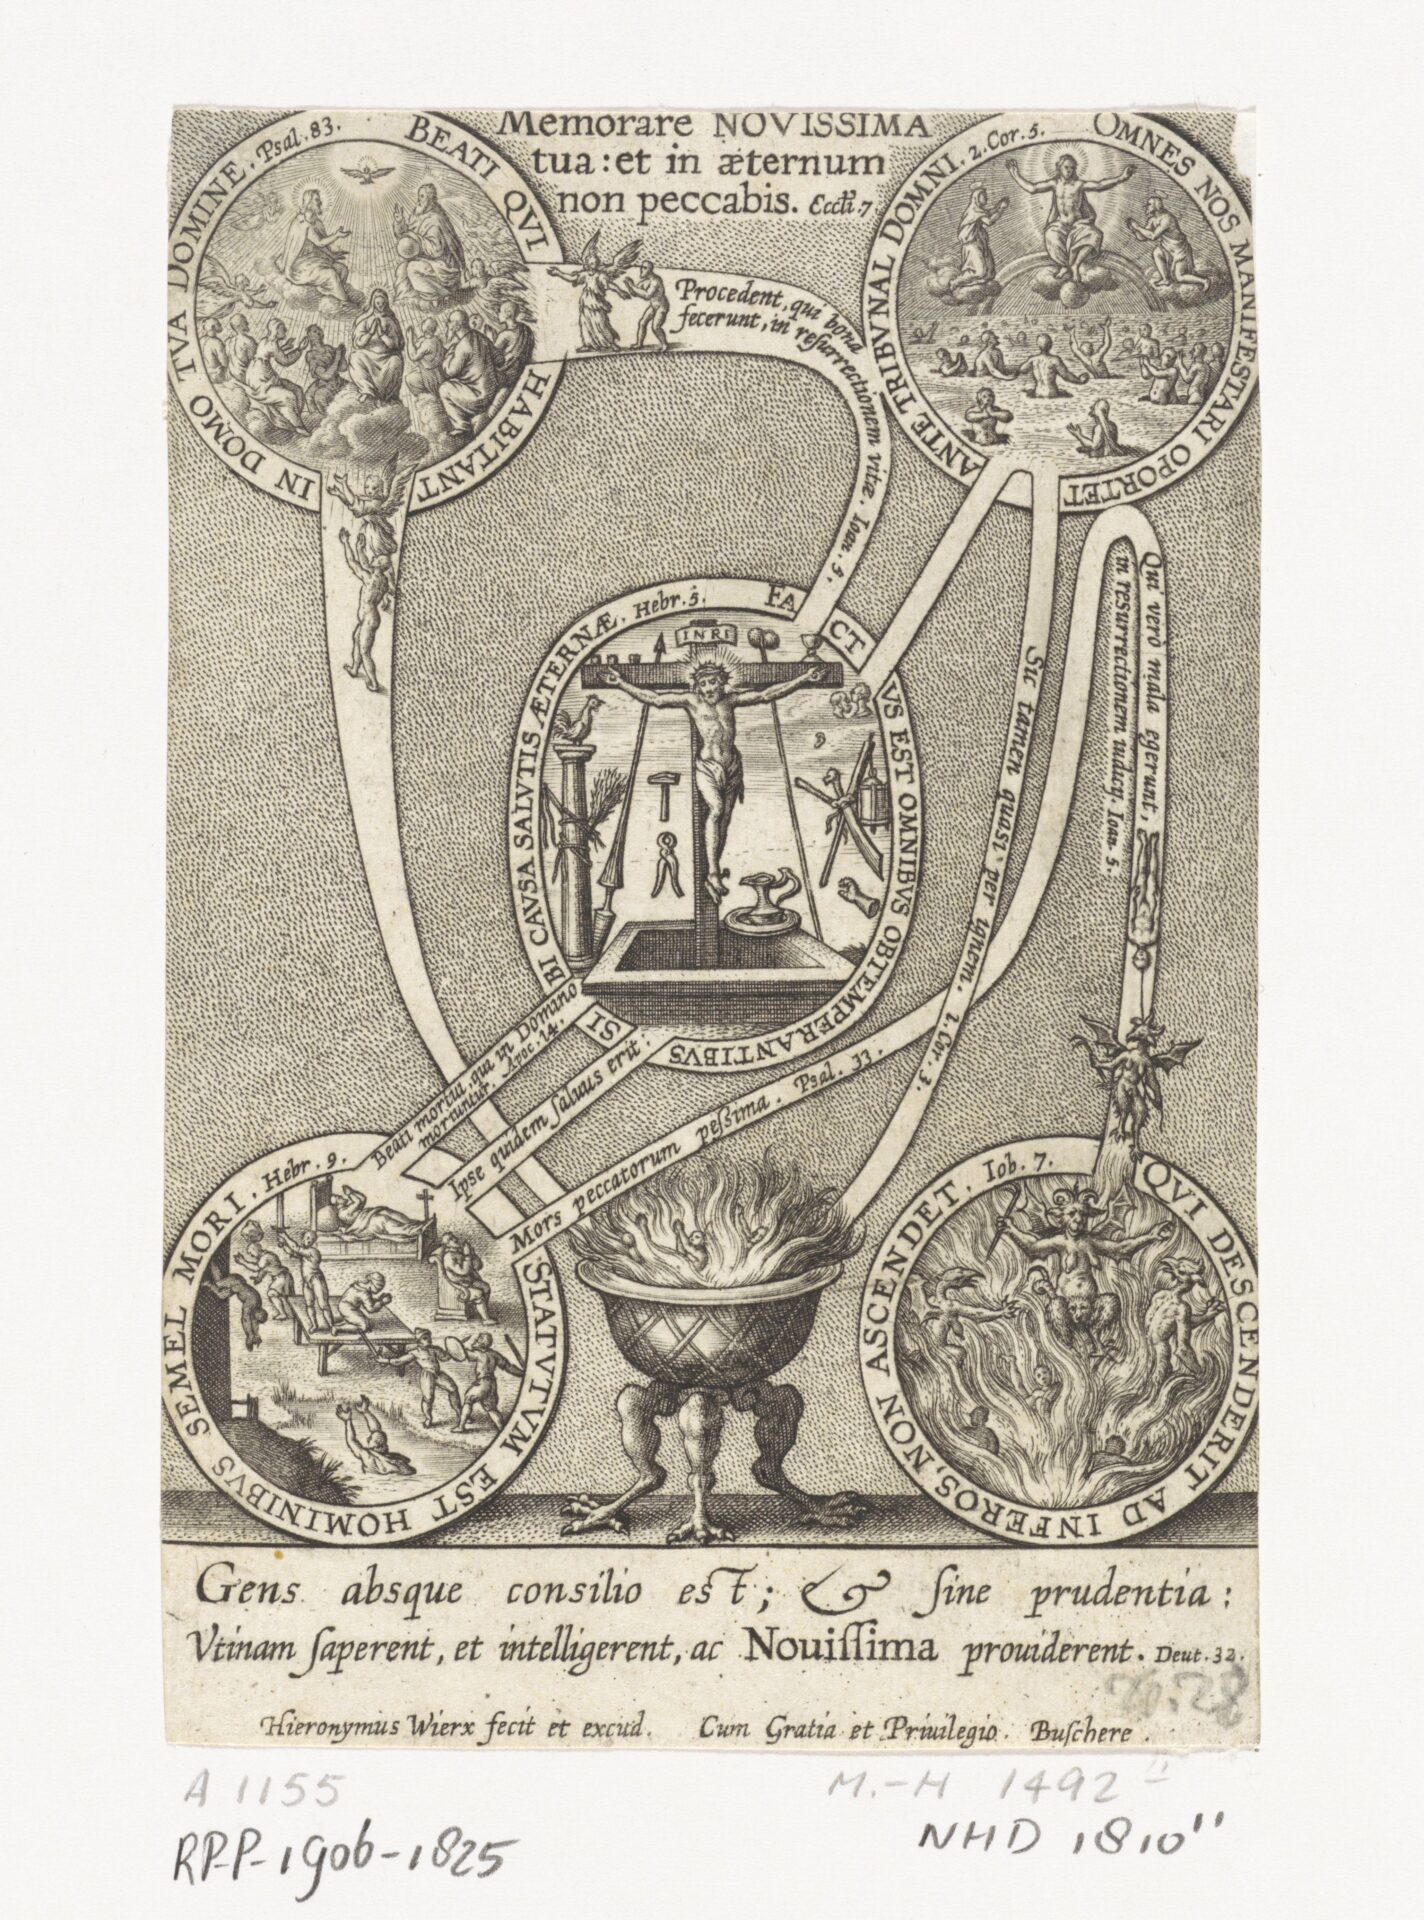 Memorare NOVISSIMA
tua: et in æternum
non peccabis. Eccli. 7
BEATI QVI HABITANT IN DOMO TVA DOMINE. Psal. 83.
OMNES NOS MANIFESTARI OPORTET ANTE TRIBVNAL DOMNI. 2. Cor. 5.
Procedent, qui bona
fecerunt, in resurrectionem vitæ. Ioan. 5.
FACTVS EST OMNIBVS OBTEMPERANTIBVS SIBI CAVSA SALVTIS ÆTERNÆ. Hebr. 5.
INRI
Qui verò mala egerunt,
in resurrectionem iudicij. Ioan. 5.
Sic tamen quasi per ignem. 1. Cor. 3.
Beati mortui, qui in Domino
moriuntur. Apoc. 14.
Ipse quidem saluus erit:
Mors peccatorum peßima. Psal. 33.
STATVTVM EST HOMINIBVS SEMEL MORI. Hebr. 9.
QVI DESCENDERIT AD INFEROS, NON ASCENDET. Iob. 7.
Gens absque consilio est; & sine prudentia:
Vtinam saperent, et intelligerent, ac Nouissima prouiderent. Deut. 32.
Hieronymus Wierx fecit et excud. Cum Gratia et Priuilegio. Buschere.
A 1155
M.-H 1492 II
RP-P-1906-1825
NHD 1810 II